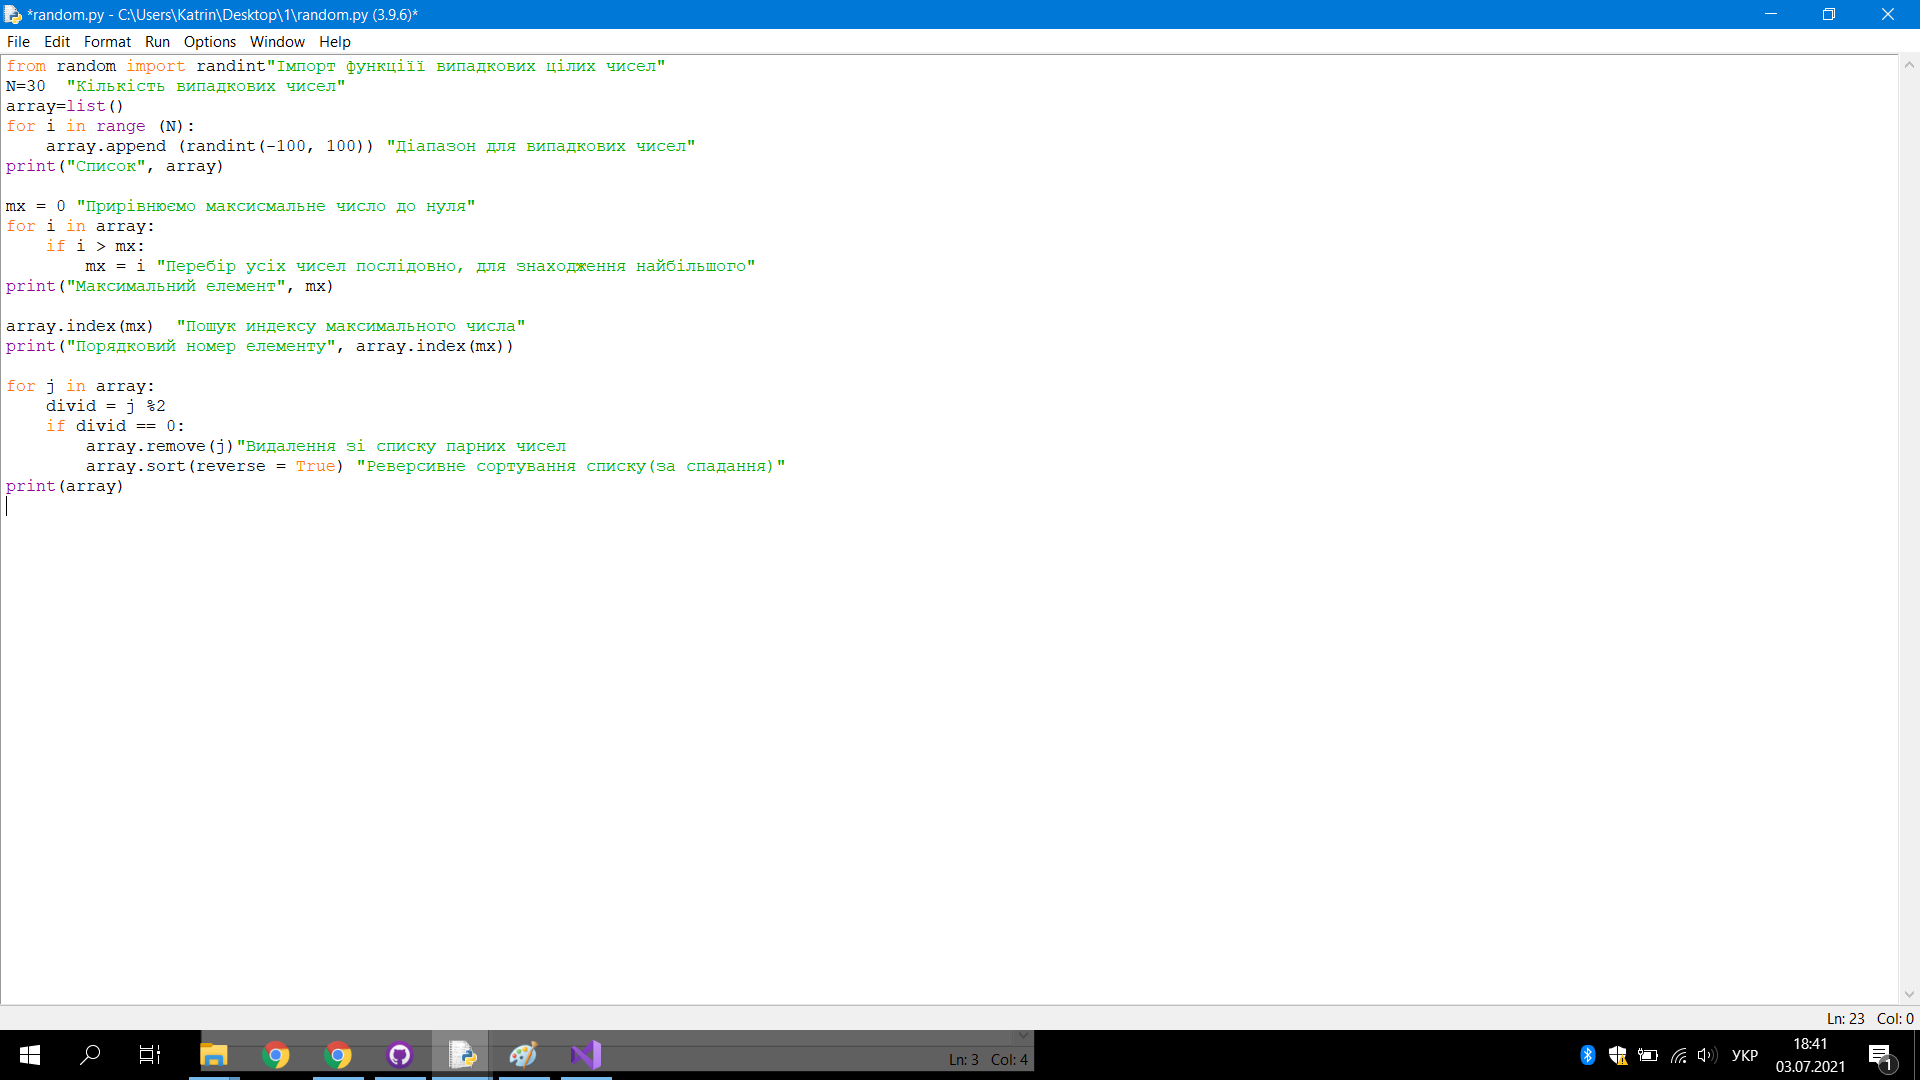 *random.py - C:\Users\Katrin\Desktop\1\random.py (3.9.6)*
File Edit Format Run Options Window Help
from random import randint"Імпорт функціїї випадкових цілих чисел"
N=30  "Кількість випадкових чисел"
array=list()
for i in range (N):
    array.append (randint(-100, 100)) "Діапазон для випадкових чисел"
print("Список", array)
mx = 0 "Прирівнюємо максисмальне число до нуля"
for i in array:
    if i > mx:
        mx = i "Перебір усіх чисел послідовно, для знаходження найбільшого"
print("Максимальний елемент", mx)
array.index(mx)  "Пошук индексу максимального числа"
print("Порядковий номер елементу", array.index(mx))
for j in array:
    divid = j %2
    if divid == 0:
        array.remove(j)"Видалення зі списку парних чисел
        array.sort(reverse = True) "Реверсивне сортування списку(за спадання)"
print(array)
Ln: 23 Col: 0
Ln: 3 Col: 4
УКР
18:41
03.07.2021
1